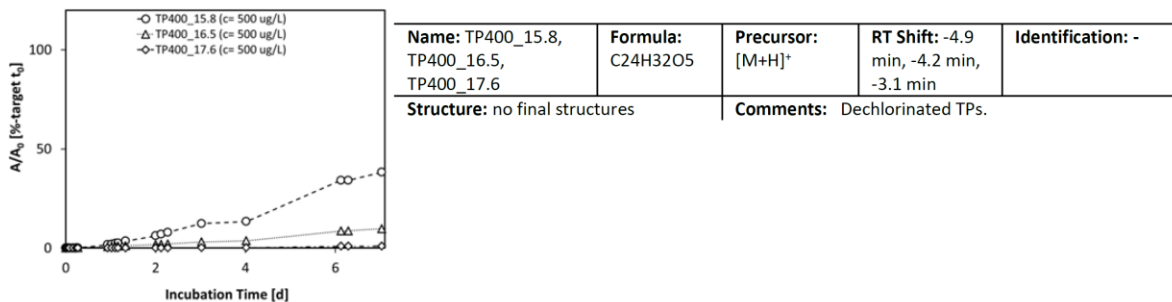 TP400_15.8 (c= 500 ug/L)
TP400_16.5 (c= 500 ug/L)
TP400_17.6 (c= 500 ug/L)
100
50
0
A/A₀ [%-target t₀]
0 2 4 6
Incubation Time [d]
Name: TP400_15.8,
TP400_16.5,
TP400_17.6
Formula:
C24H32O5
Precursor:
[M+H]⁺
RT Shift: -4.9
min, -4.2 min,
-3.1 min
Identification: -
Structure: no final structures
Comments: Dechlorinated TPs.